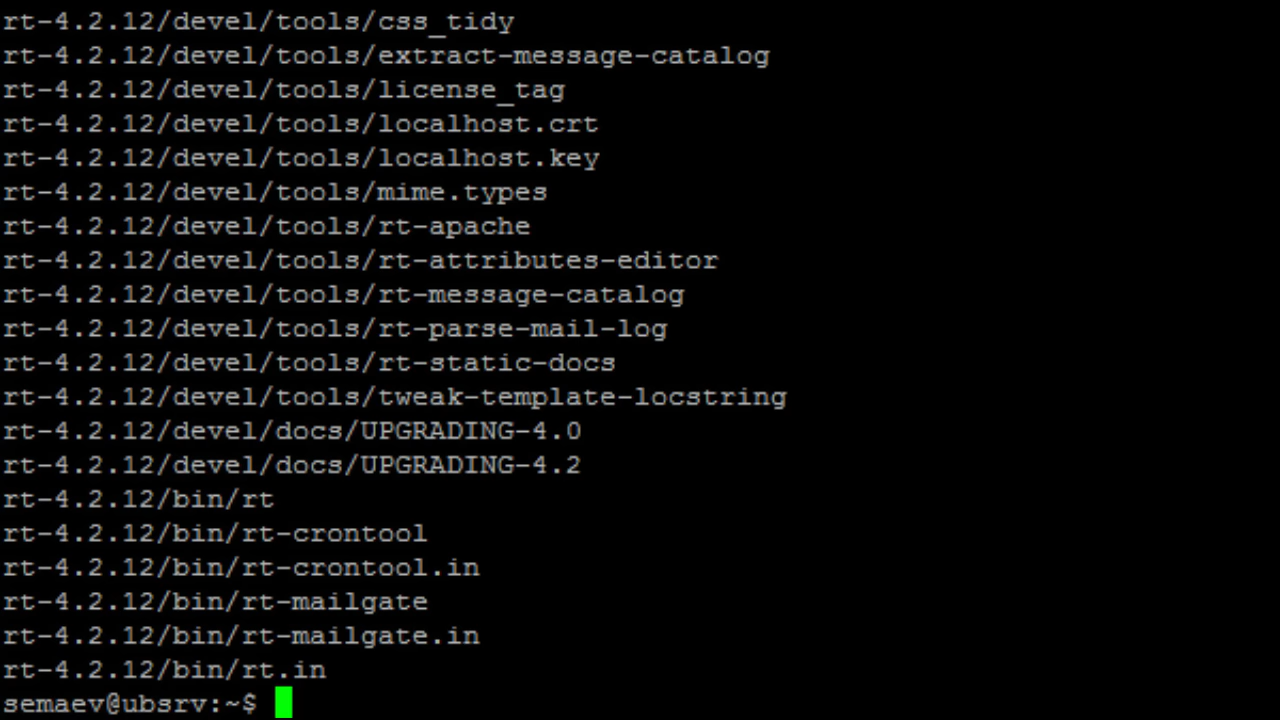 rt-4.2.12/devel/tools/css_tidy
rt-4.2.12/devel/tools/extract-message-catalog
rt-4.2.12/devel/tools/license_tag
rt-4.2.12/devel/tools/localhost.crt
rt-4.2.12/devel/tools/localhost.key
rt-4.2.12/devel/tools/mime.types
rt-4.2.12/devel/tools/rt-apache
rt-4.2.12/devel/tools/rt-attributes-editor
rt-4.2.12/devel/tools/rt-message-catalog
rt-4.2.12/devel/tools/rt-parse-mail-log
rt-4.2.12/devel/tools/rt-static-docs
rt-4.2.12/devel/tools/tweak-template-locstring
rt-4.2.12/devel/docs/UPGRADING-4.0
rt-4.2.12/devel/docs/UPGRADING-4.2
rt-4.2.12/bin/rt
rt-4.2.12/bin/rt-crontool
rt-4.2.12/bin/rt-crontool.in
rt-4.2.12/bin/rt-mailgate
rt-4.2.12/bin/rt-mailgate.in
rt-4.2.12/bin/rt.in
semaev@ubsrv:~$